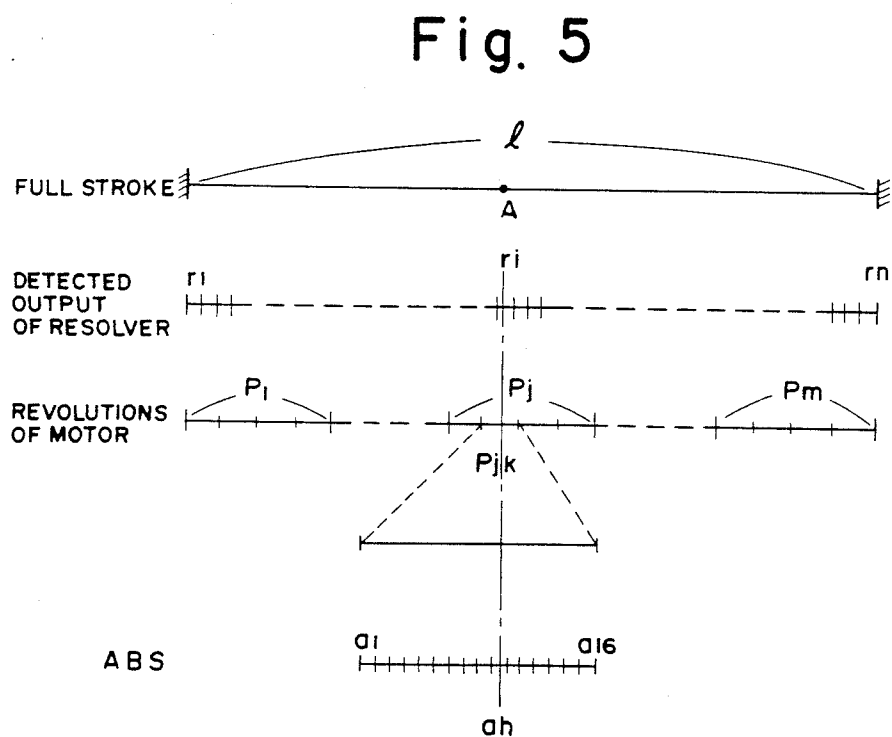 Fig. 5
ℓ
FULL STROKE
A
DETECTED
OUTPUT
OF RESOLVER
r1
ri
rn
REVOLUTIONS
OF MOTOR
P1
Pj
Pm
Pjk
ABS
a1
a16
ah